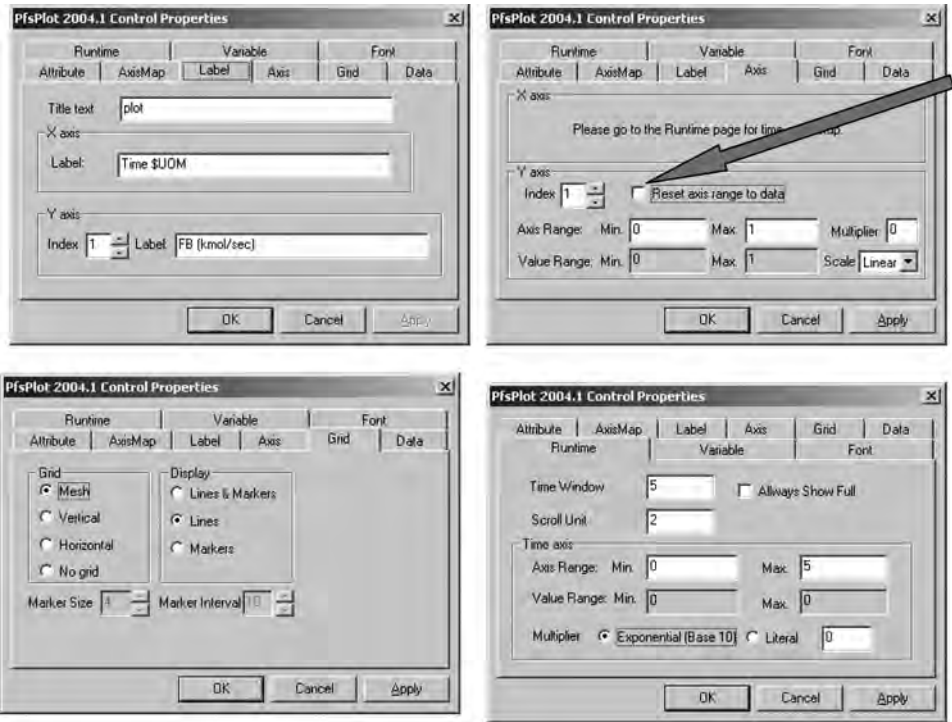 PfsPlot 2004.1 Control Properties
Runtime Variable Font
Attribute AxisMap Label Axis Grid Data
Title text plot
X axis
Label: Time $UOM
Y axis
Index 1 Label FB (kmol/sec)
OK Cancel Apply
PfsPlot 2004.1 Control Properties
Runtime Variable Font
Attribute AxisMap Label Axis Grid Data
X axis
Please go to the Runtime page for time
Y axis
Index 1 Reset axis range to data
Axis Range: Min. 0 Max. 1 Multiplier 0
Value Range: Min. 0 Max. 1 Scale Linear
OK Cancel Apply
PfsPlot 2004.1 Control Properties
Runtime Variable Font
Attribute AxisMap Label Axis Grid Data
Grid
Mesh
Vertical
Horizontal
No grid
Display
Lines & Markers
Lines
Markers
Marker Size 4 Marker Interval 10
OK Cancel Apply
PfsPlot 2004.1 Control Properties
Attribute AxisMap Label Axis Grid Data
Runtime Variable Font
Time Window 5 Allways Show Full
Scroll Unit 2
Time axis
Axis Range: Min. 0 Max. 5
Value Range: Min. 0 Max. 0
Multiplier Exponential (Base 10) Literal 0
OK Cancel Apply